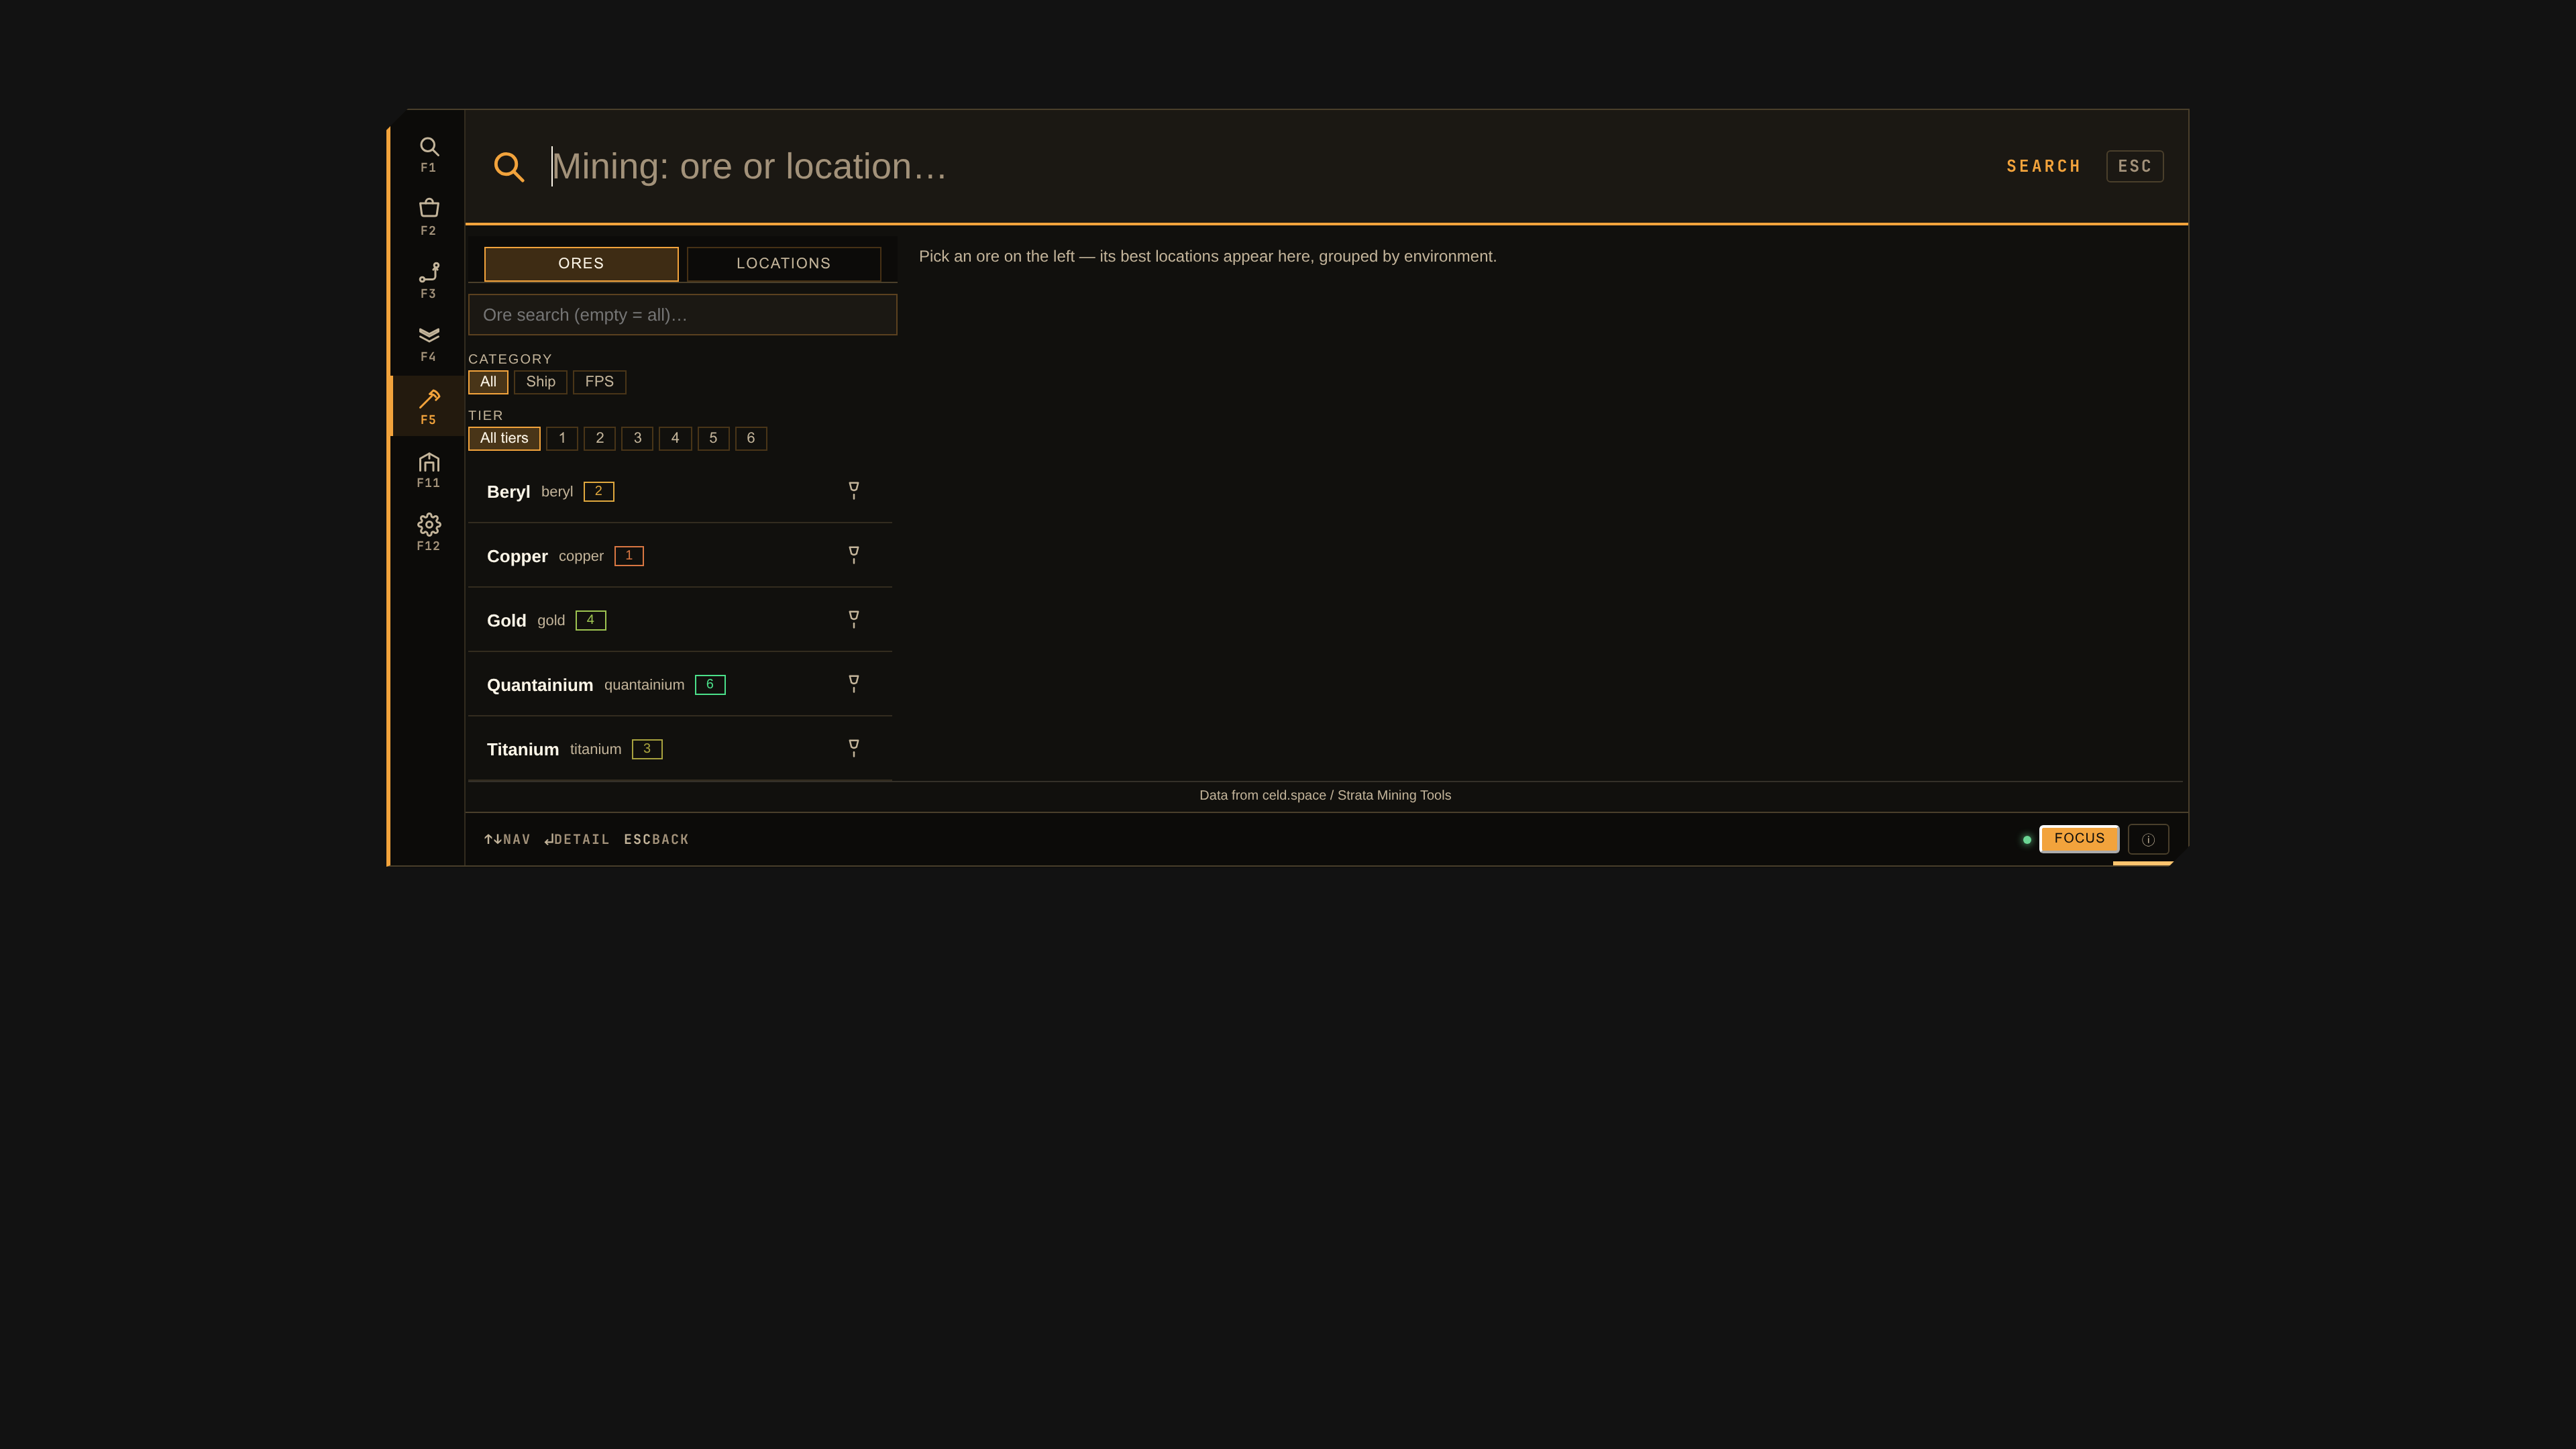 Mining: ore or location…
SEARCH
ESC
F1
F2
F3
F4
F5
F11
F12
ORES
LOCATIONS
Ore search (empty = all)…
CATEGORY
All Ship FPS
TIER
All tiers 1 2 3 4 5 6
Beryl beryl 2
Copper copper 1
Gold gold 4
Quantainium quantainium 6
Titanium titanium 3
Pick an ore on the left — its best locations appear here, grouped by environment.
Data from celd.space / Strata Mining Tools
↑↓NAV ↵DETAIL ESCBACK
FOCUS ⓘ